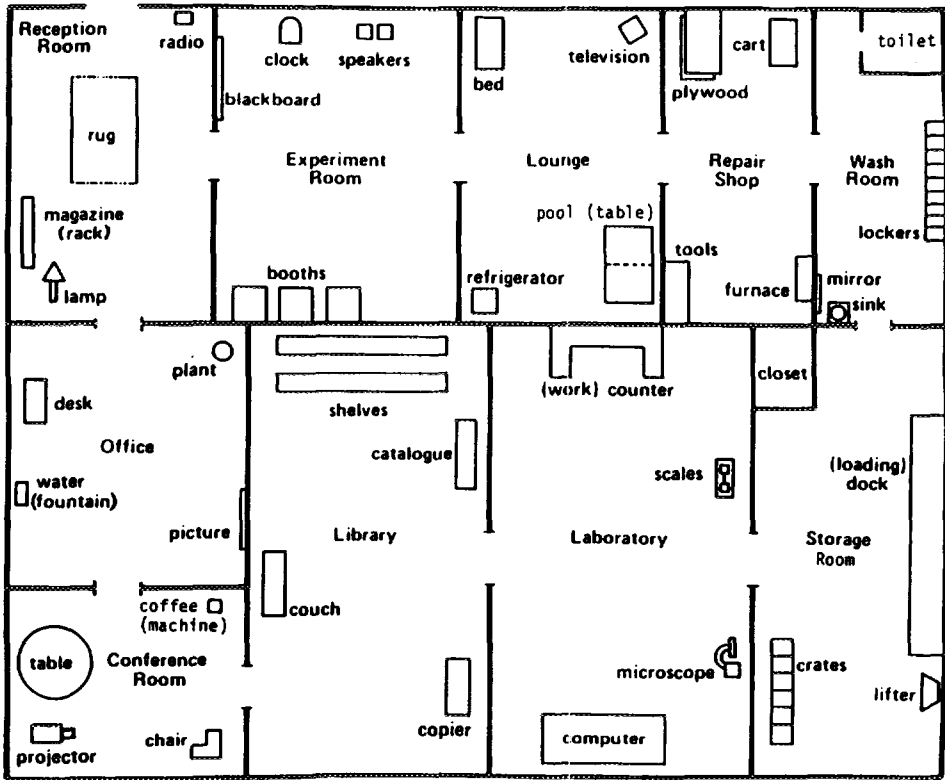 Reception
Room
radio
clock
speakers
bed
television
cart
plywood
toilet
blackboard
rug
Experiment
Room
Lounge
Repair
Shop
Wash
Room
magazine
(rack)
lamp
booths
refrigerator
pool (table)
tools
furnace
lockers
mirror
sink
plant
desk
Office
water
(fountain)
picture
shelves
catalogue
Library
couch
copier
(work) counter
scales
Laboratory
microscope
computer
closet
(loading)
dock
Storage
Room
crates
lifter
coffee
(machine)
table
Conference
Room
projector
chair